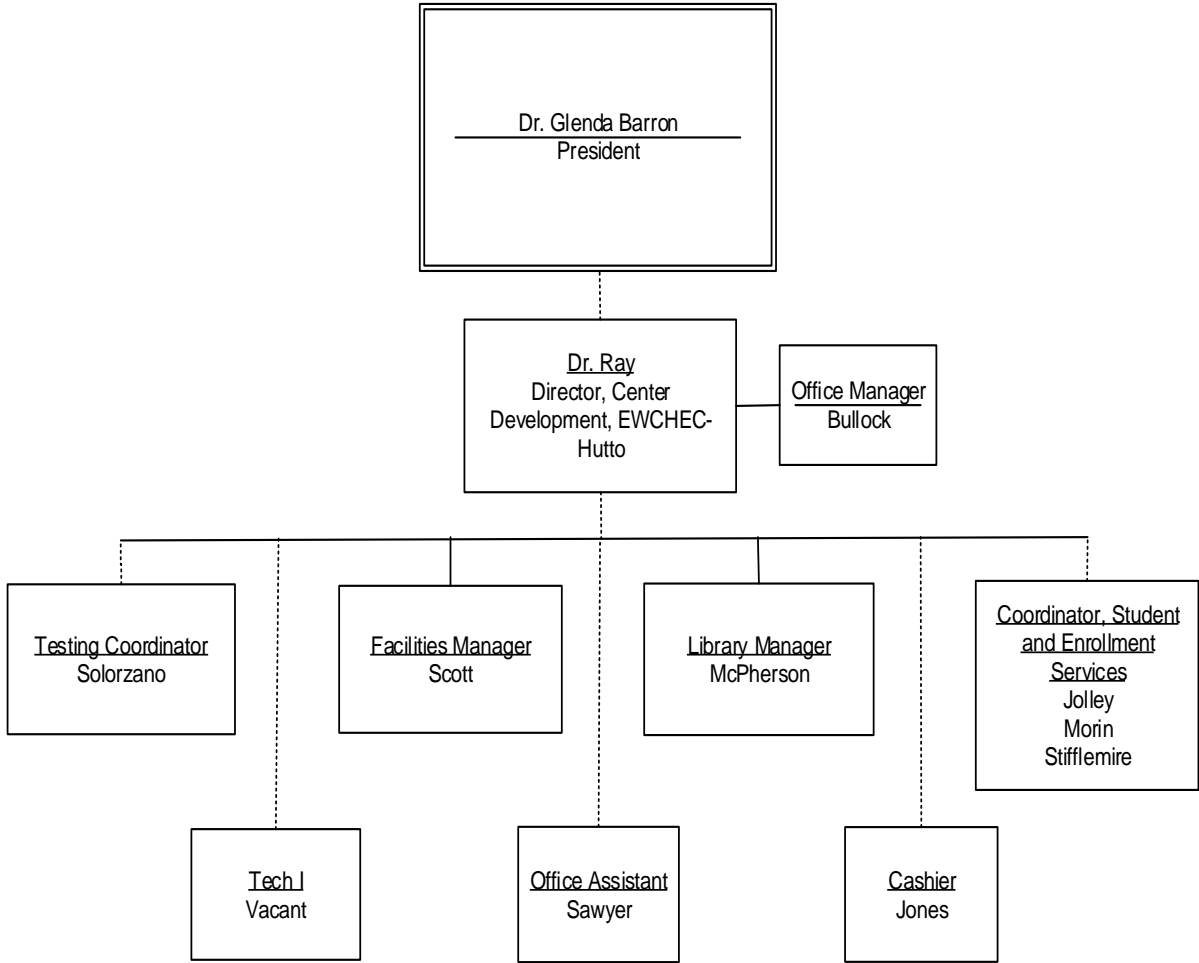 Dr. Glenda Barron
President
Dr. Ray
Director, Center
Development, EWCHEC-
Hutto
Office Manager
Bullock
Testing Coordinator
Solorzano
Facilities Manager
Scott
Library Manager
McPherson
Coordinator, Student
and Enrollment
Services
Jolley
Morin
Stifflemire
Tech I
Vacant
Office Assistant
Sawyer
Cashier
Jones